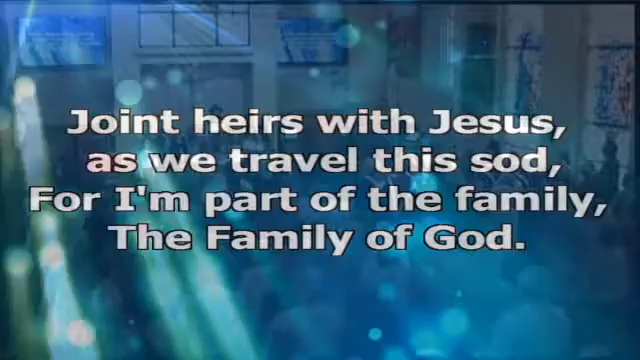 Joint heirs with Jesus,
as we travel this sod,
For I'm part of the family,
The Family of God.